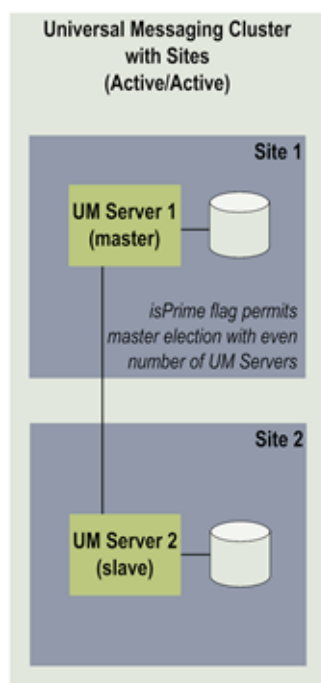 Universal Messaging Cluster
with Sites
(Active/Active)
Site 1
UM Server 1
(master)
isPrime flag permits
master election with even
number of UM Servers
Site 2
UM Server 2
(slave)